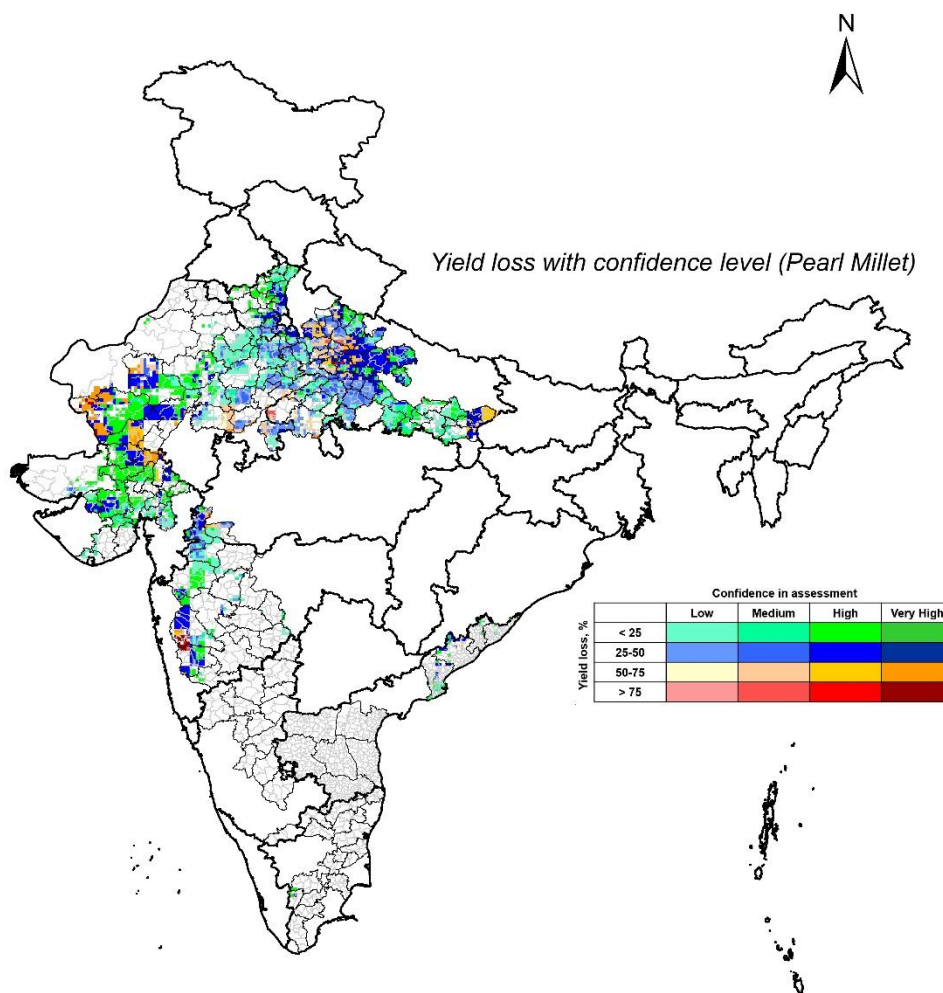 N
Yield loss with confidence level (Pearl Millet)
Confidence in assessment
Low Medium High Very High
Yield loss, %
< 25
25-50
50-75
> 75